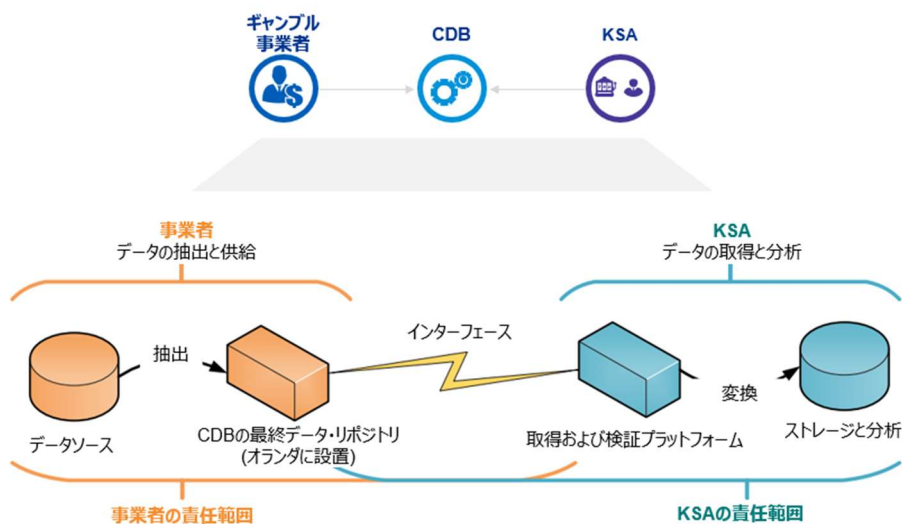 ギャンブル
事業者
CDB
KSA
事業者
データの抽出と供給
KSA
データの取得と分析
抽出
インターフェース
変換
データソース
CDBの最終データ・リポジトリ
(オランダに設置)
取得および検証プラットフォーム
ストレージと分析
事業者の責任範囲
KSAの責任範囲